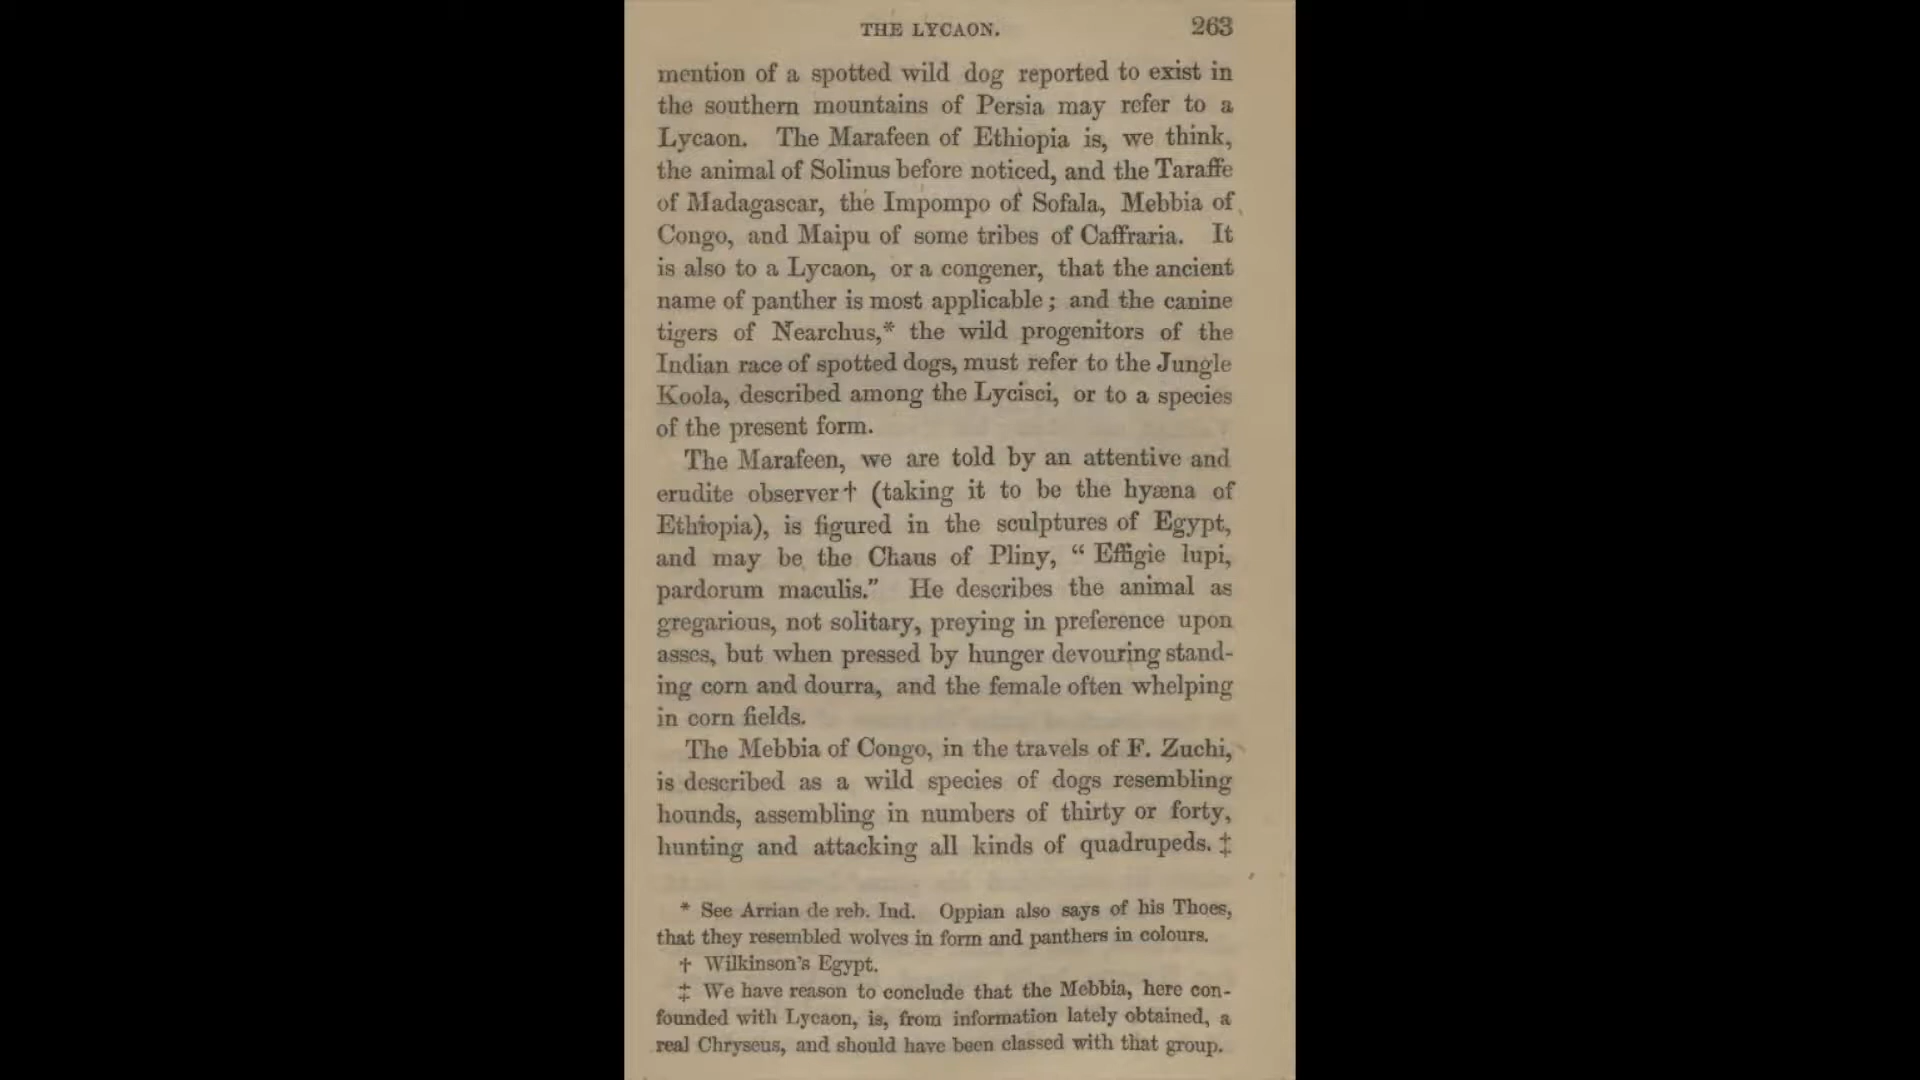 THE LYCAON. 263
mention of a spotted wild dog reported to exist in
the southern mountains of Persia may refer to a
Lycaon. The Marafeen of Ethiopia is, we think,
the animal of Solinus before noticed, and the Taraffe
of Madagascar, the Impompo of Sofala, Mebbia of
Congo, and Maipu of some tribes of Caffraria. It
is also to a Lycaon, or a congener, that the ancient
name of panther is most applicable; and the canine
tigers of Nearchus,* the wild progenitors of the
Indian race of spotted dogs, must refer to the Jungle
Koola, described among the Lycisci, or to a species
of the present form.
The Marafeen, we are told by an attentive and
erudite observer† (taking it to be the hyæna of
Ethiopia), is figured in the sculptures of Egypt,
and may be the Chaus of Pliny, “ Effigie lupi,
pardorum maculis.” He describes the animal as
gregarious, not solitary, preying in preference upon
asses, but when pressed by hunger devouring stand-
ing corn and dourra, and the female often whelping
in corn fields.
The Mebbia of Congo, in the travels of F. Zuchi,
is described as a wild species of dogs resembling
hounds, assembling in numbers of thirty or forty,
hunting and attacking all kinds of quadrupeds. ‡
* See Arrian de reb. Ind. Oppian also says of his Thoes,
that they resembled wolves in form and panthers in colours.
† Wilkinson's Egypt.
‡ We have reason to conclude that the Mebbia, here con-
founded with Lycaon, is, from information lately obtained, a
real Chryseus, and should have been classed with that group.